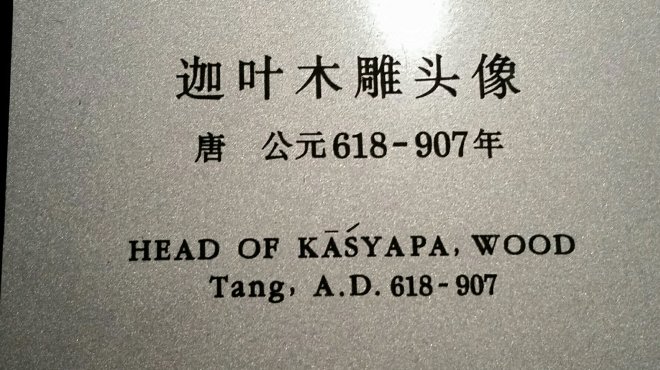 迦叶木雕头像
唐 公元618-907年
HEAD OF KĀŚYAPA, WOOD
Tang, A.D. 618-907